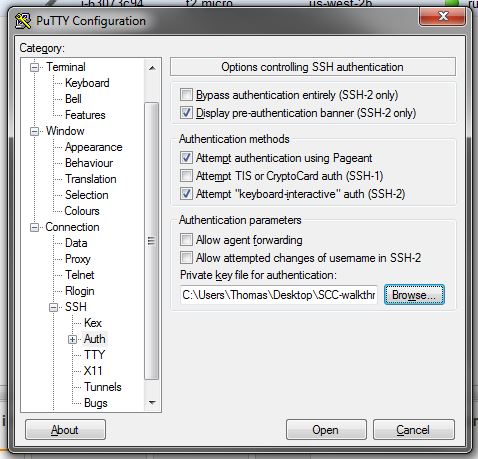 i-63073c94 t2.micro us-west-2b ru
PuTTY Configuration
Category:
Terminal
Keyboard
Bell
Features
Window
Appearance
Behaviour
Translation
Selection
Colours
Connection
Data
Proxy
Telnet
Rlogin
SSH
Kex
Auth
TTY
X11
Tunnels
Bugs
Options controlling SSH authentication
Bypass authentication entirely (SSH-2 only)
Display pre-authentication banner (SSH-2 only)
Authentication methods
Attempt authentication using Pageant
Attempt TIS or CryptoCard auth (SSH-1)
Attempt "keyboard-interactive" auth (SSH-2)
Authentication parameters
Allow agent forwarding
Allow attempted changes of username in SSH-2
Private key file for authentication:
C:\Users\Thomas\Desktop\SCC-walkthr
Browse...
About
Open
Cancel